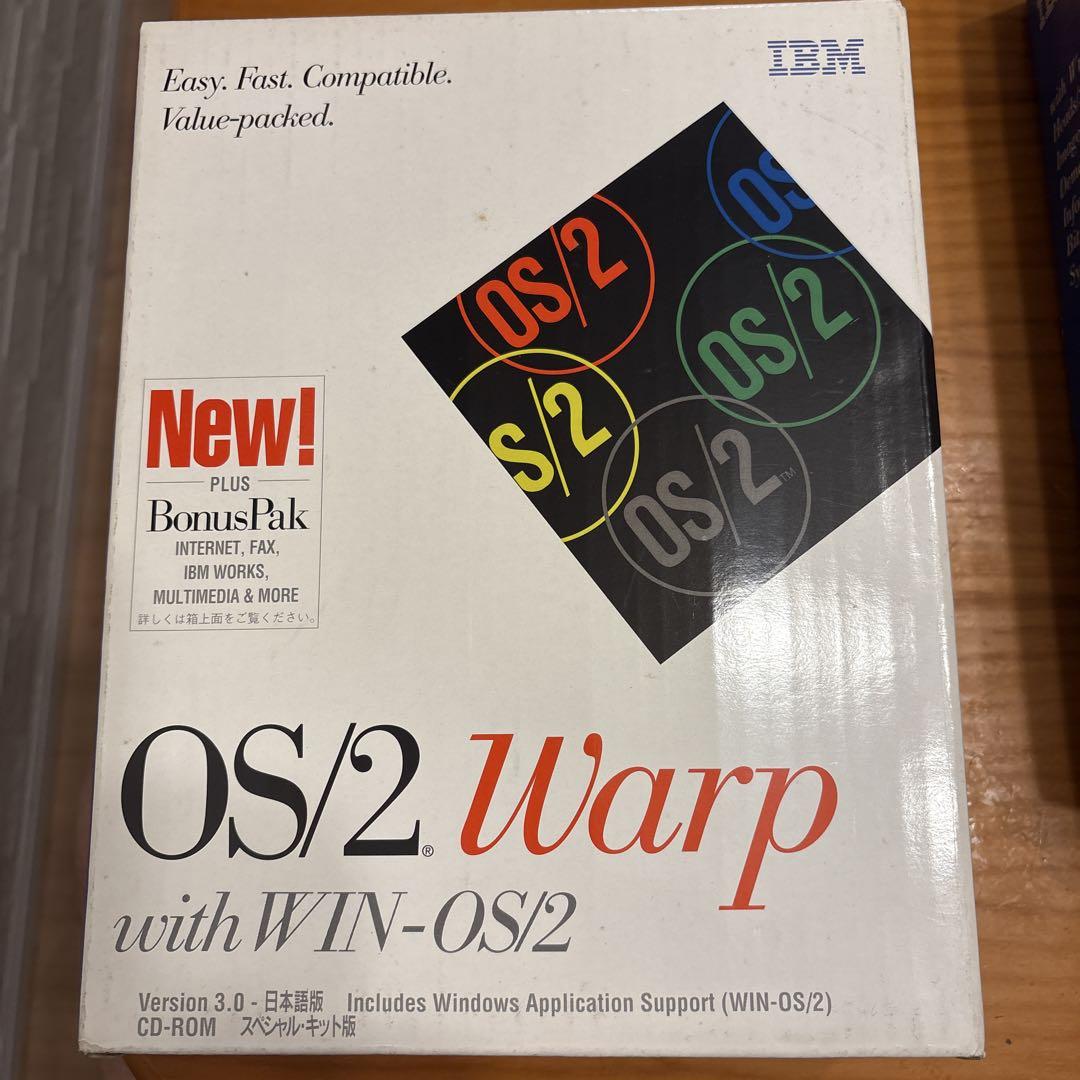 Easy. Fast. Compatible.
Value-packed.
IBM
OS
OS/2
OS/2
S/2
OS/2™
New!
PLUS
BonusPak
INTERNET, FAX,
IBM WORKS,
MULTIMEDIA & MORE
詳しくは箱上面をご覧ください。
OS/2® Warp
with WIN-OS/2
Version 3.0 - 日本語版 Includes Windows Application Support (WIN-OS/2)
CD-ROM スペシャル・キット版
with